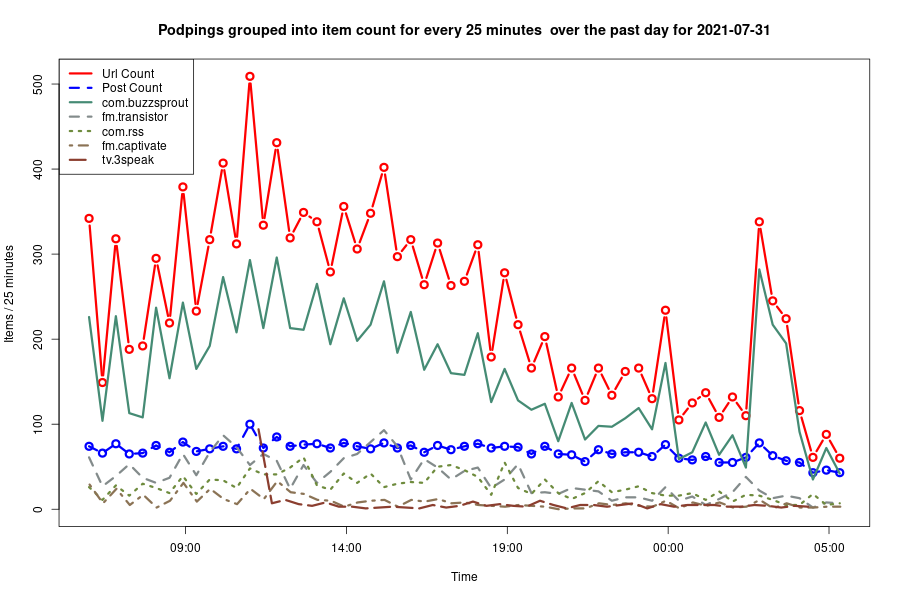 Podpings grouped into item count for every 25 minutes  over the past day for 2021-07-31
Url Count
Post Count
com.buzzsprout
fm.transistor
com.rss
fm.captivate
tv.3speak
Items / 25 minutes
500
400
300
200
100
0
09:00
14:00
19:00
00:00
05:00
Time